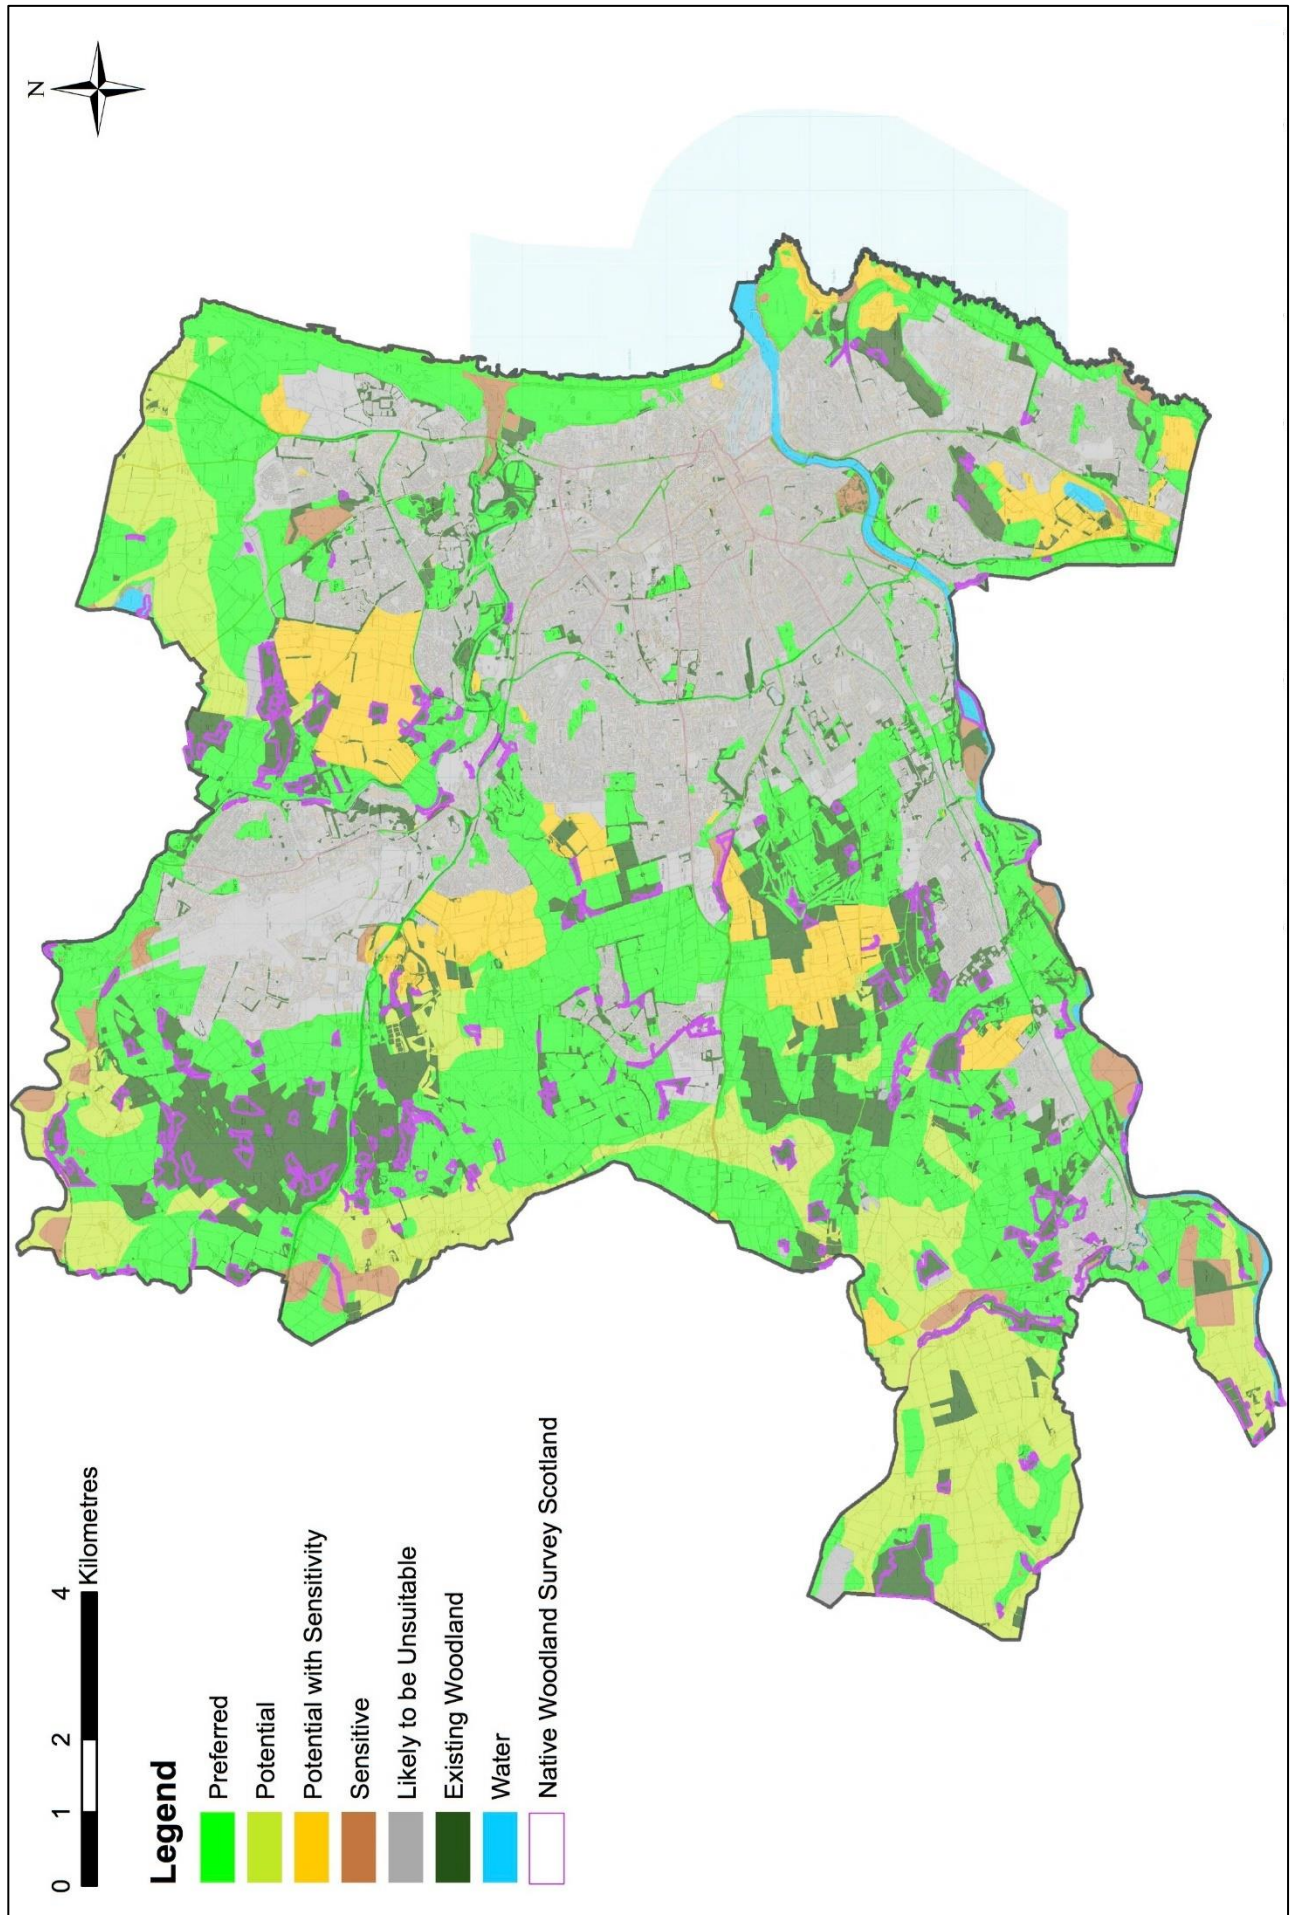 N
0 1 2 4
Kilometres
Legend
Preferred
Potential
Potential with Sensitivity
Sensitive
Likely to be Unsuitable
Existing Woodland
Water
Native Woodland Survey Scotland